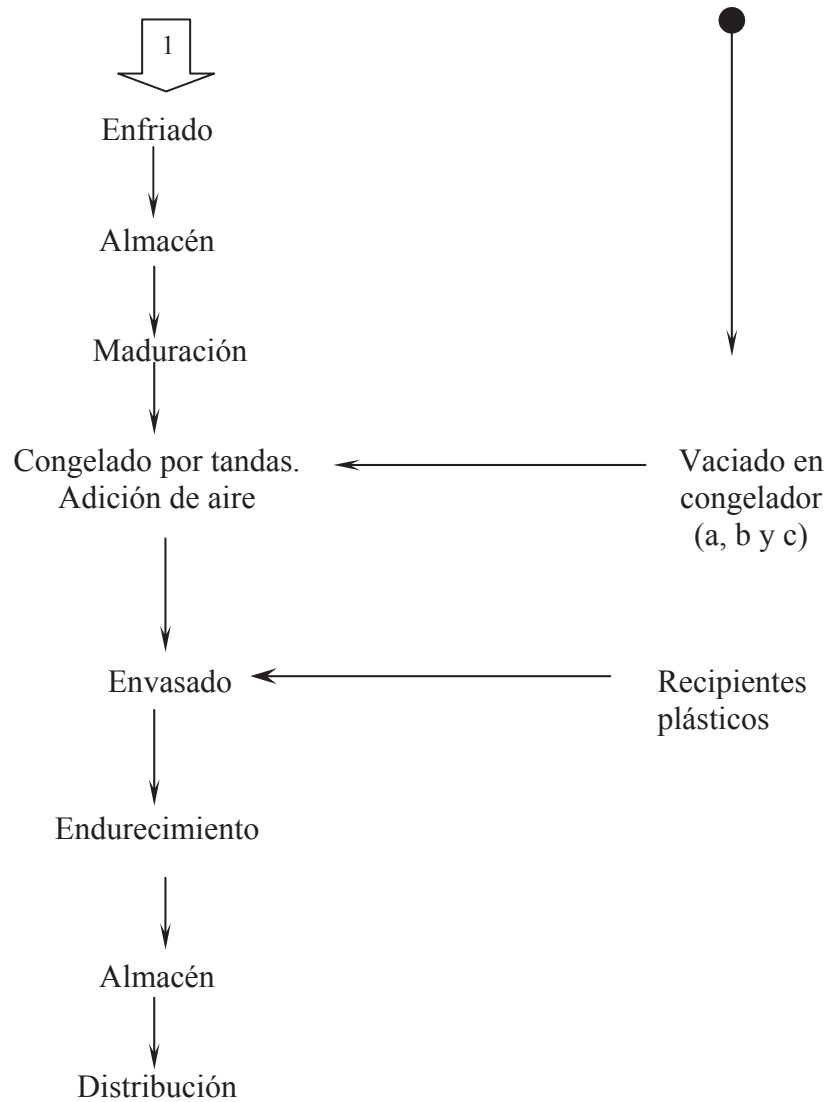 1
Enfriado
Almacén
Maduración
Congelado por tandas.
Adición de aire
Vaciado en
congelador
(a, b y c)
Envasado
Recipientes
plásticos
Endurecimiento
Almacén
Distribución